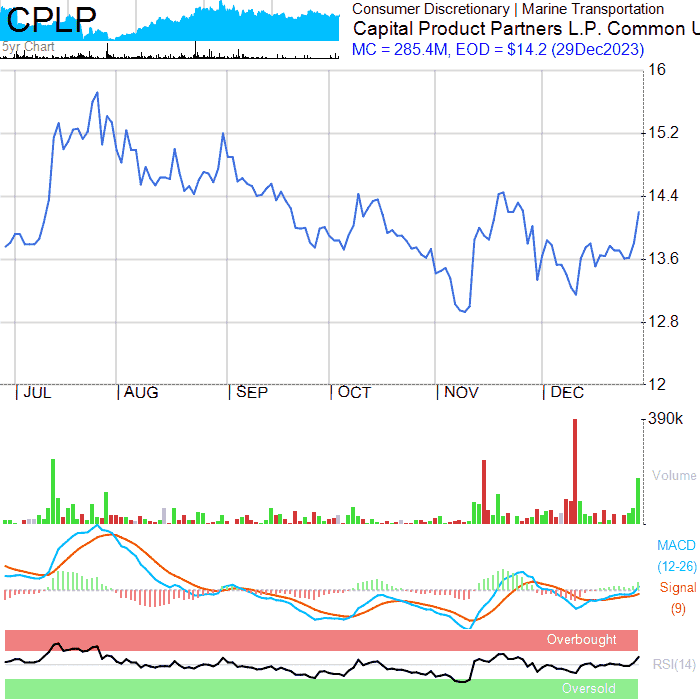 CPLP
5yr Chart
Consumer Discretionary | Marine Transportation
Capital Product Partners L.P. Common U
MC = 285.4M, EOD = $14.2 (29Dec2023)
16
15.2
14.4
13.6
12.8
12
JUL AUG SEP OCT NOV DEC
390k
Volume
MACD
(12-26)
Signal
(9)
Overbought
RSI(14)
Oversold